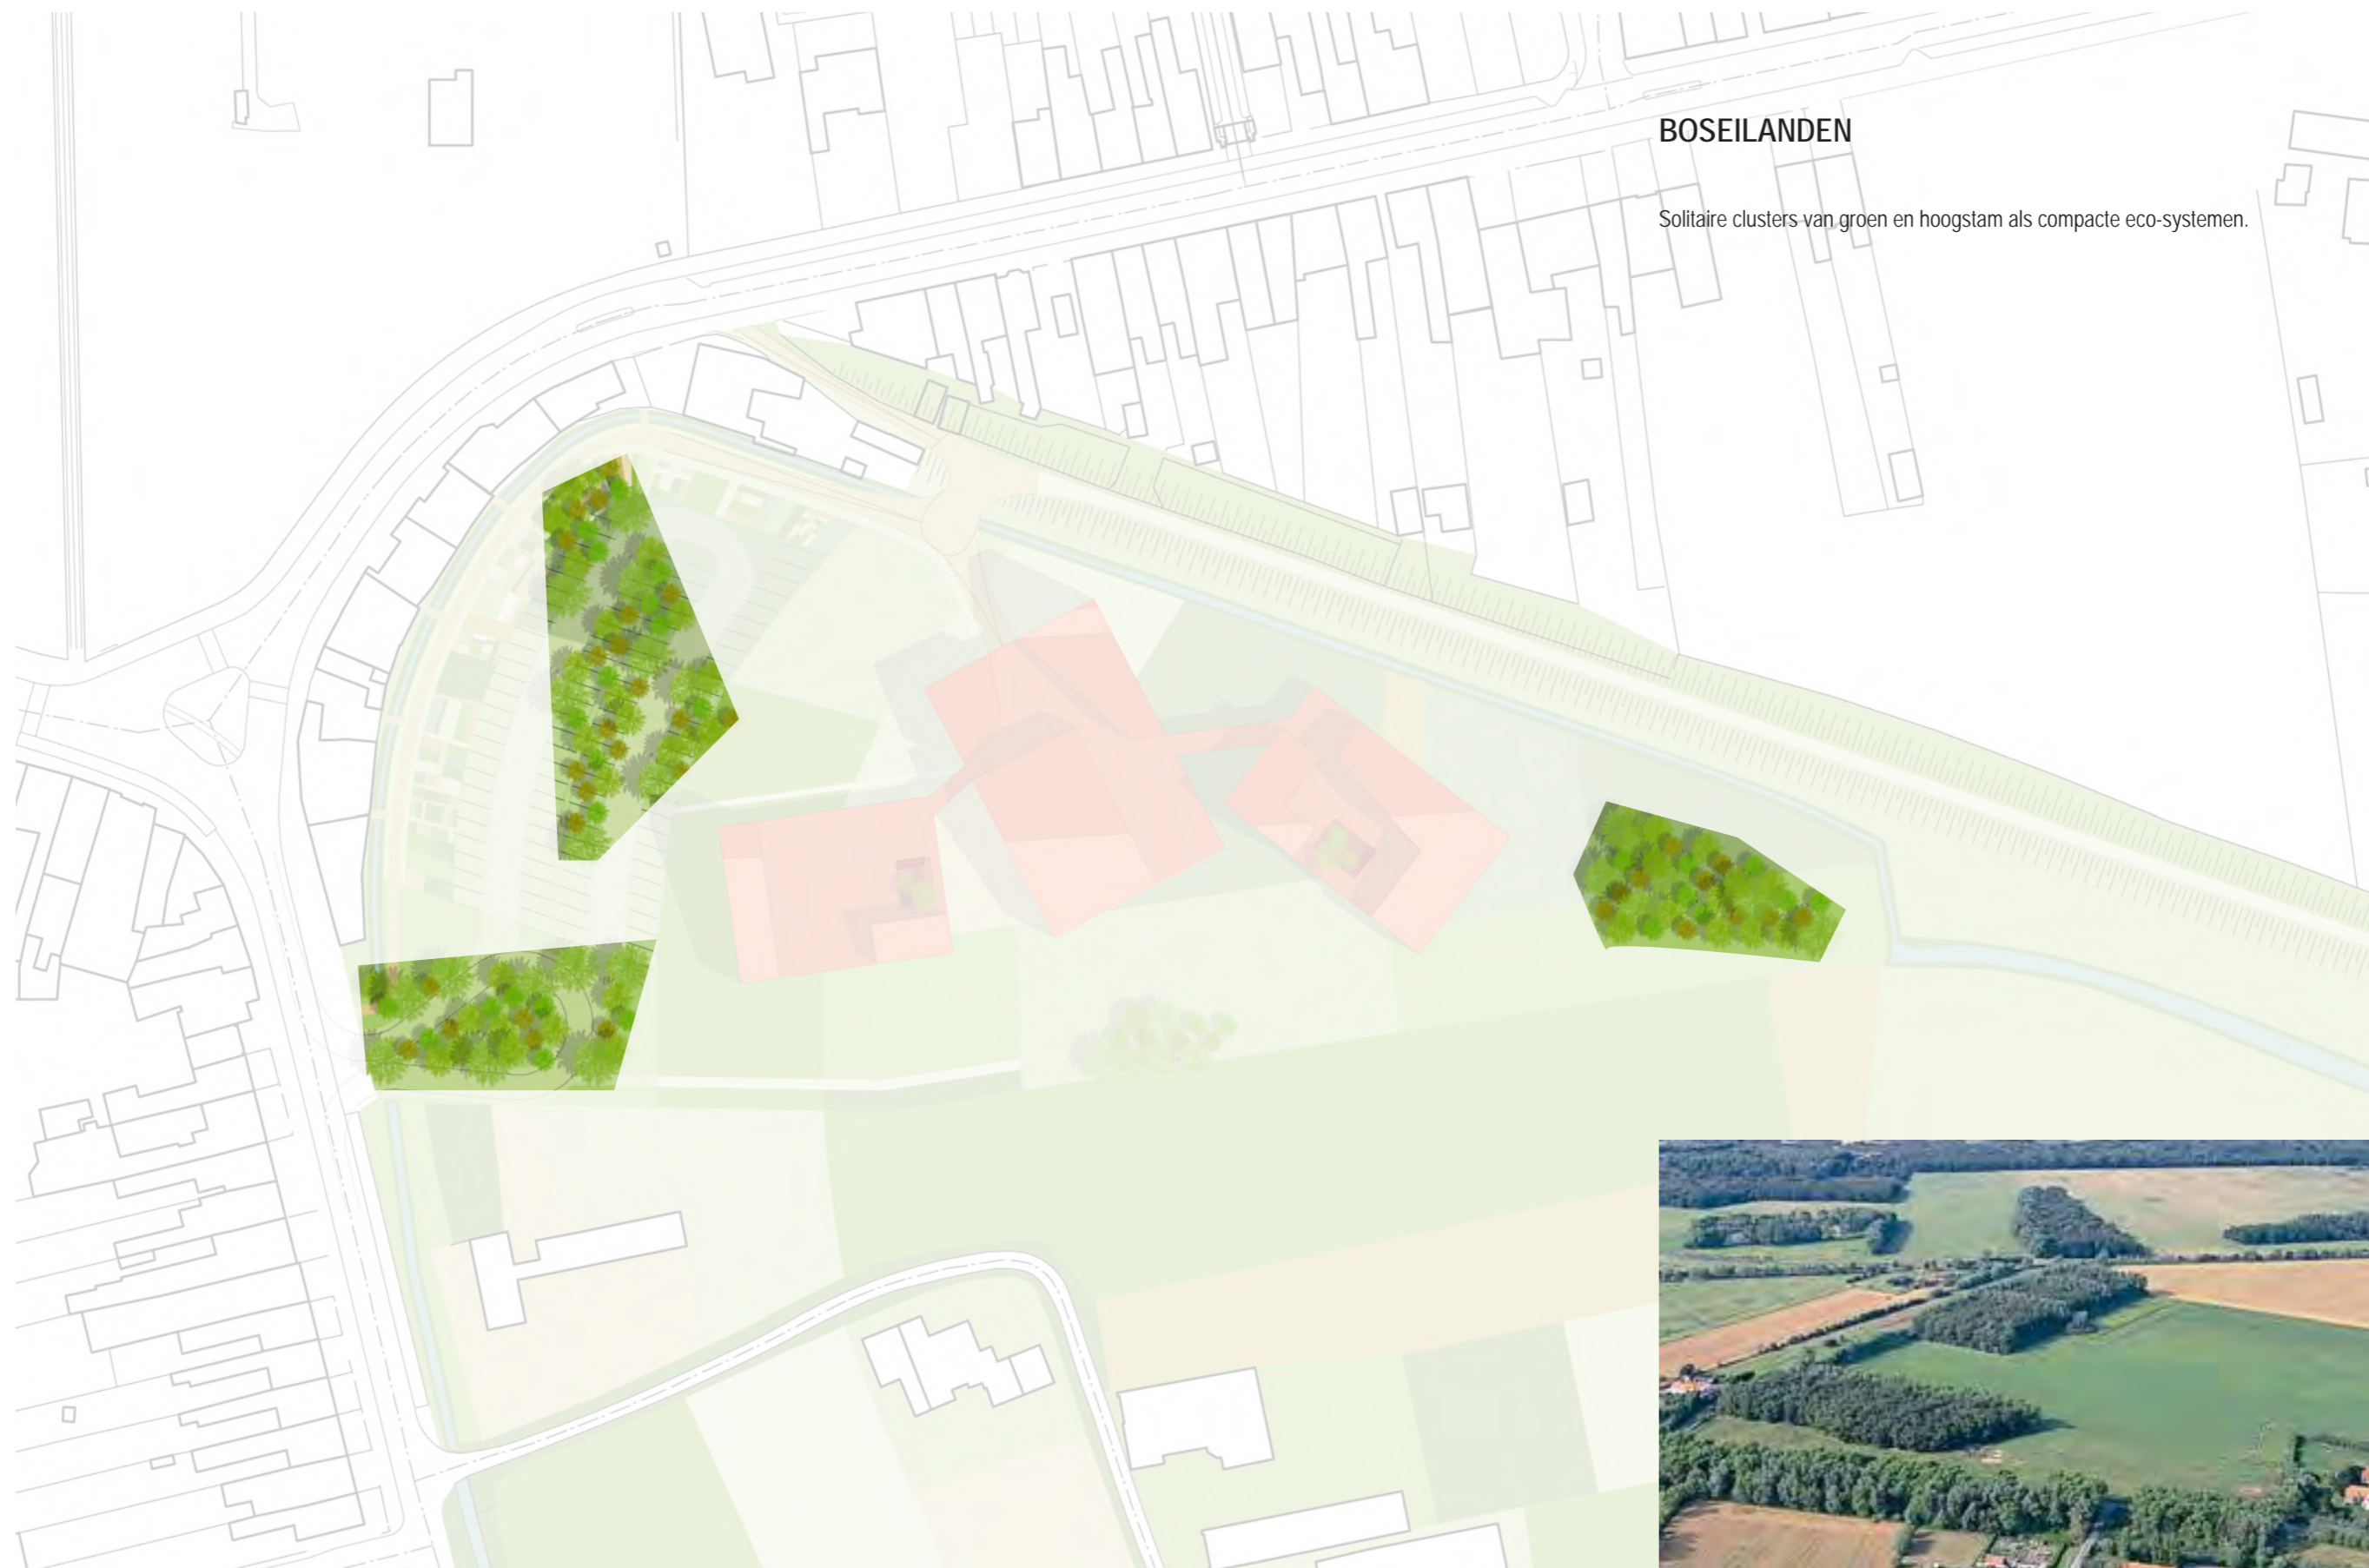 BOSEILANDEN
Solitaire clusters van groen en hoogstam als compacte eco-systemen.